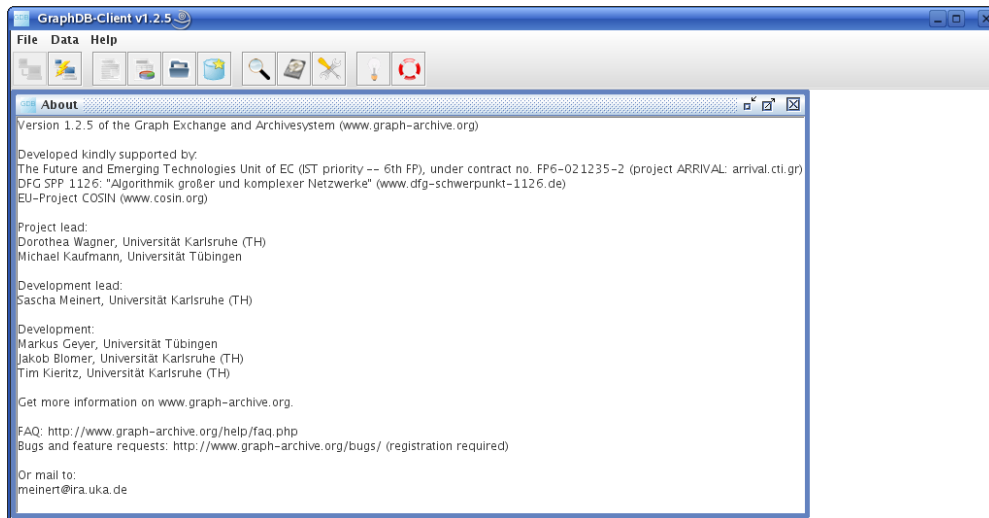 GraphDB-Client v1.2.5
File Data Help
About
Version 1.2.5 of the Graph Exchange and Archivesystem (www.graph-archive.org)
Developed kindly supported by:
The Future and Emerging Technologies Unit of EC (IST priority -- 6th FP), under contract no. FP6-021235-2 (project ARRIVAL: arrival.cti.gr)
DFG SPP 1126: "Algorithmik großer und komplexer Netzwerke" (www.dfg-schwerpunkt-1126.de)
EU-Project COSIN (www.cosin.org)
Project lead:
Dorothea Wagner, Universität Karlsruhe (TH)
Michael Kaufmann, Universität Tübingen
Development lead:
Sascha Meinert, Universität Karlsruhe (TH)
Development:
Markus Geyer, Universität Tübingen
Jakob Blomer, Universität Karlsruhe (TH)
Tim Kieritz, Universität Karlsruhe (TH)
Get more information on www.graph-archive.org.
FAQ: http://www.graph-archive.org/help/faq.php
Bugs and feature requests: http://www.graph-archive.org/bugs/ (registration required)
Or mail to:
meinert@ira.uka.de